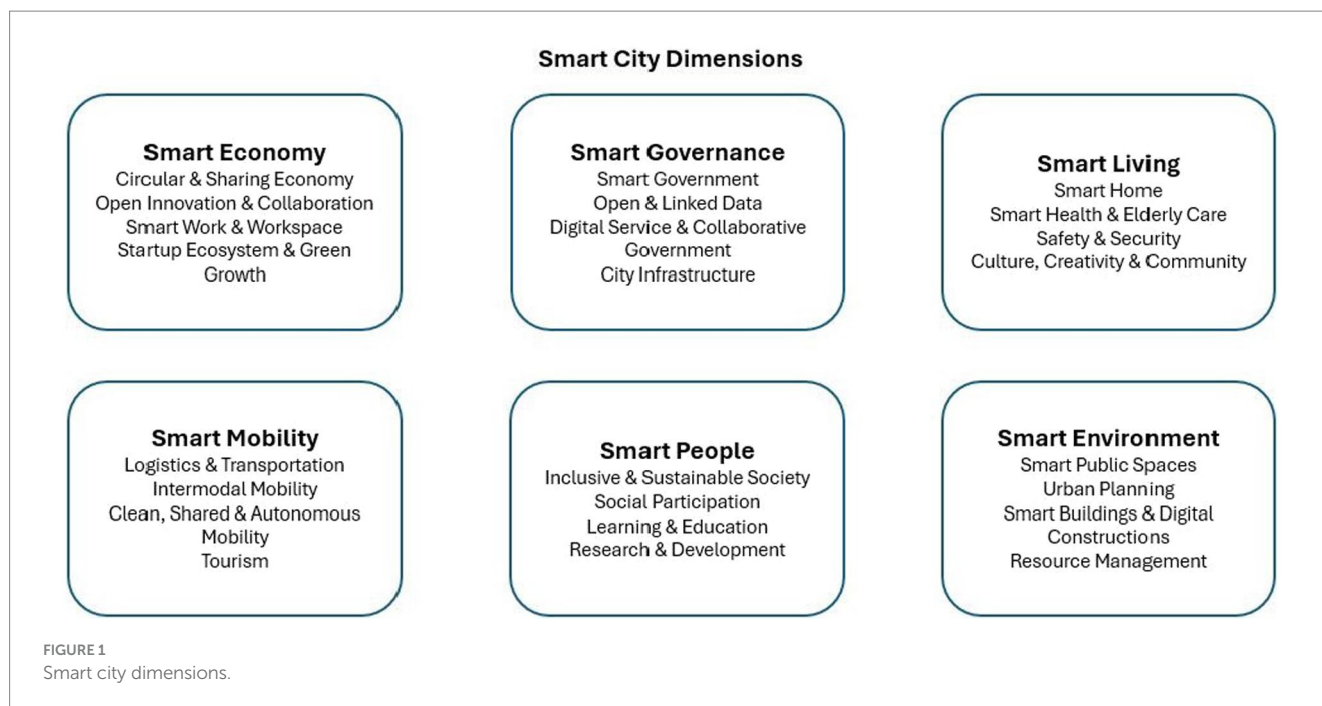 Smart City Dimensions
Smart Economy
Circular & Sharing Economy
Open Innovation & Collaboration
Smart Work & Workspace
Startup Ecosystem & Green
Growth
Smart Governance
Smart Government
Open & Linked Data
Digital Service & Collaborative
Government
City Infrastructure
Smart Living
Smart Home
Smart Health & Elderly Care
Safety & Security
Culture, Creativity & Community
Smart Mobility
Logistics & Transportation
Intermodal Mobility
Clean, Shared & Autonomous
Mobility
Tourism
Smart People
Inclusive & Sustainable Society
Social Participation
Learning & Education
Research & Development
Smart Environment
Smart Public Spaces
Urban Planning
Smart Buildings & Digital
Constructions
Resource Management
FIGURE 1
Smart city dimensions.